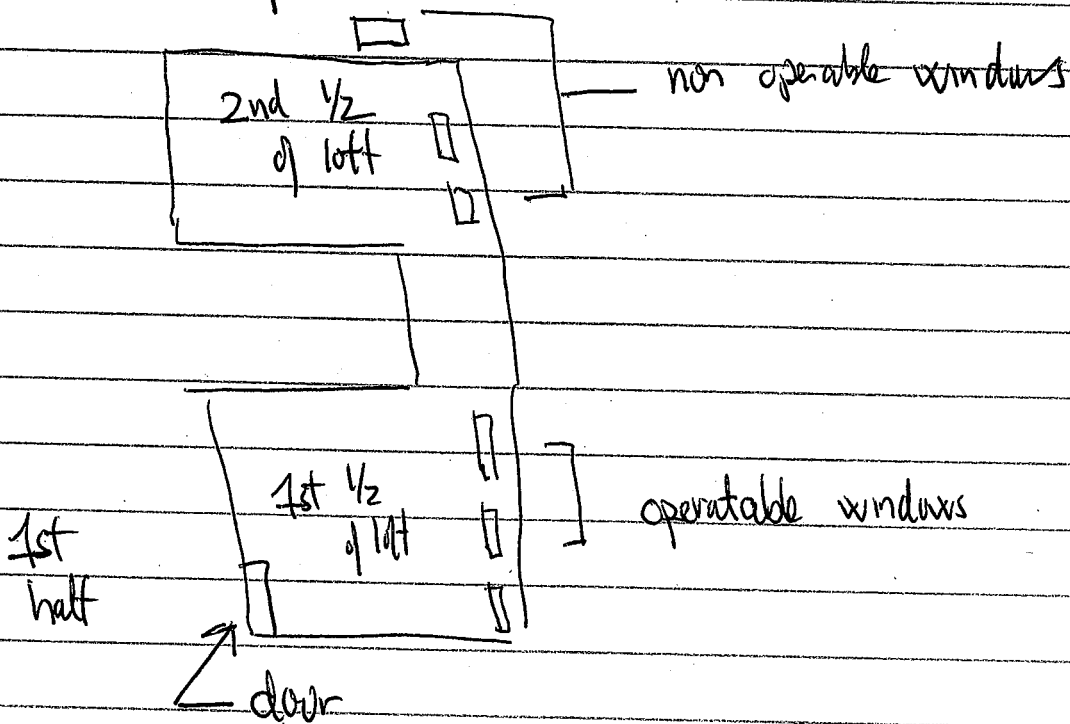 non operable windows
2nd 1/2
of loft
1st 1/2
of loft
operatable windows
1st
half
door